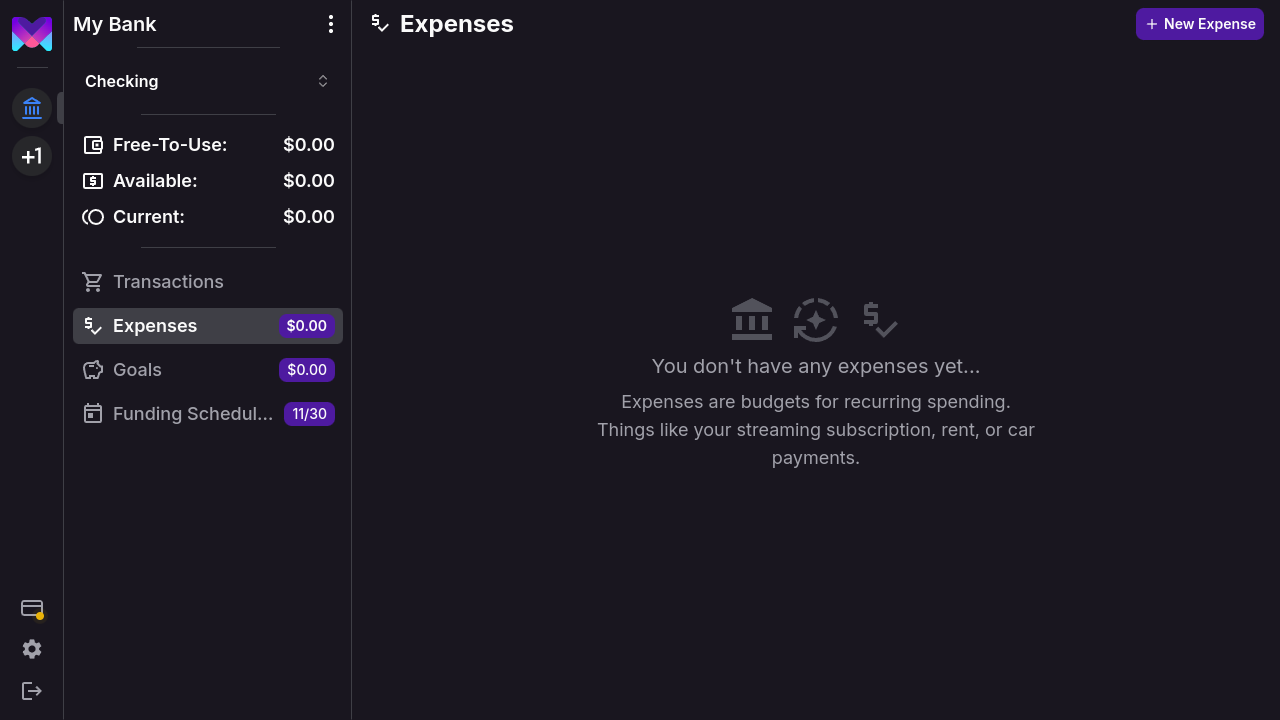 My Bank
Expenses
New Expense
Checking
+1
Free-To-Use: $0.00
Available: $0.00
Current: $0.00
Transactions
Expenses $0.00
Goals $0.00
Funding Schedul... 11/30
You don't have any expenses yet...
Expenses are budgets for recurring spending.
Things like your streaming subscription, rent, or car
payments.